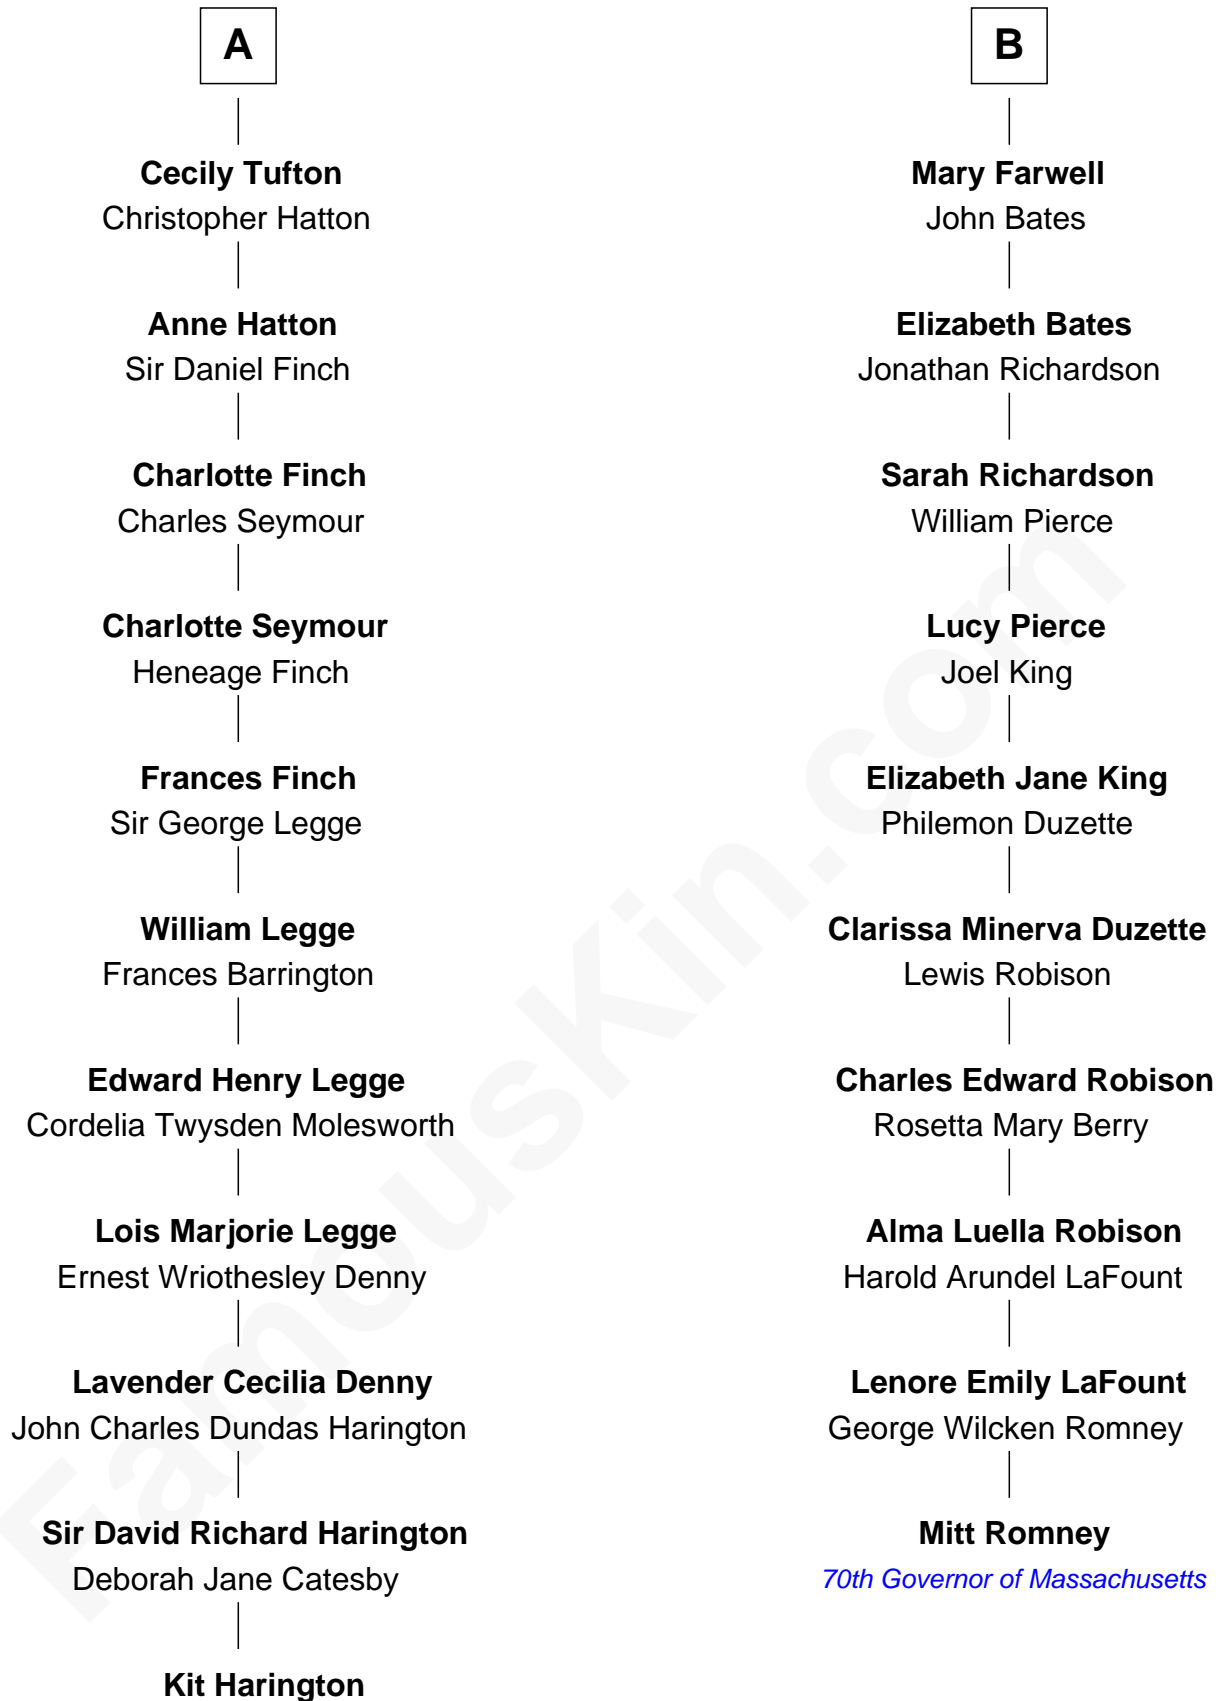 A
Cecily Tufton
Christopher Hatton
Anne Hatton
Sir Daniel Finch
Charlotte Finch
Charles Seymour
Charlotte Seymour
Heneage Finch
Frances Finch
Sir George Legge
William Legge
Frances Barrington
Edward Henry Legge
Cordelia Twysden Molesworth
Lois Marjorie Legge
Ernest Wriothesley Denny
Lavender Cecilia Denny
John Charles Dundas Harington
Sir David Richard Harington
Deborah Jane Catesby
Kit Harington
B
Mary Farwell
John Bates
Elizabeth Bates
Jonathan Richardson
Sarah Richardson
William Pierce
Lucy Pierce
Joel King
Elizabeth Jane King
Philemon Duzette
Clarissa Minerva Duzette
Lewis Robison
Charles Edward Robison
Rosetta Mary Berry
Alma Luella Robison
Harold Arundel LaFount
Lenore Emily LaFount
George Wilcken Romney
Mitt Romney
70th Governor of Massachusetts
FamousKin.com